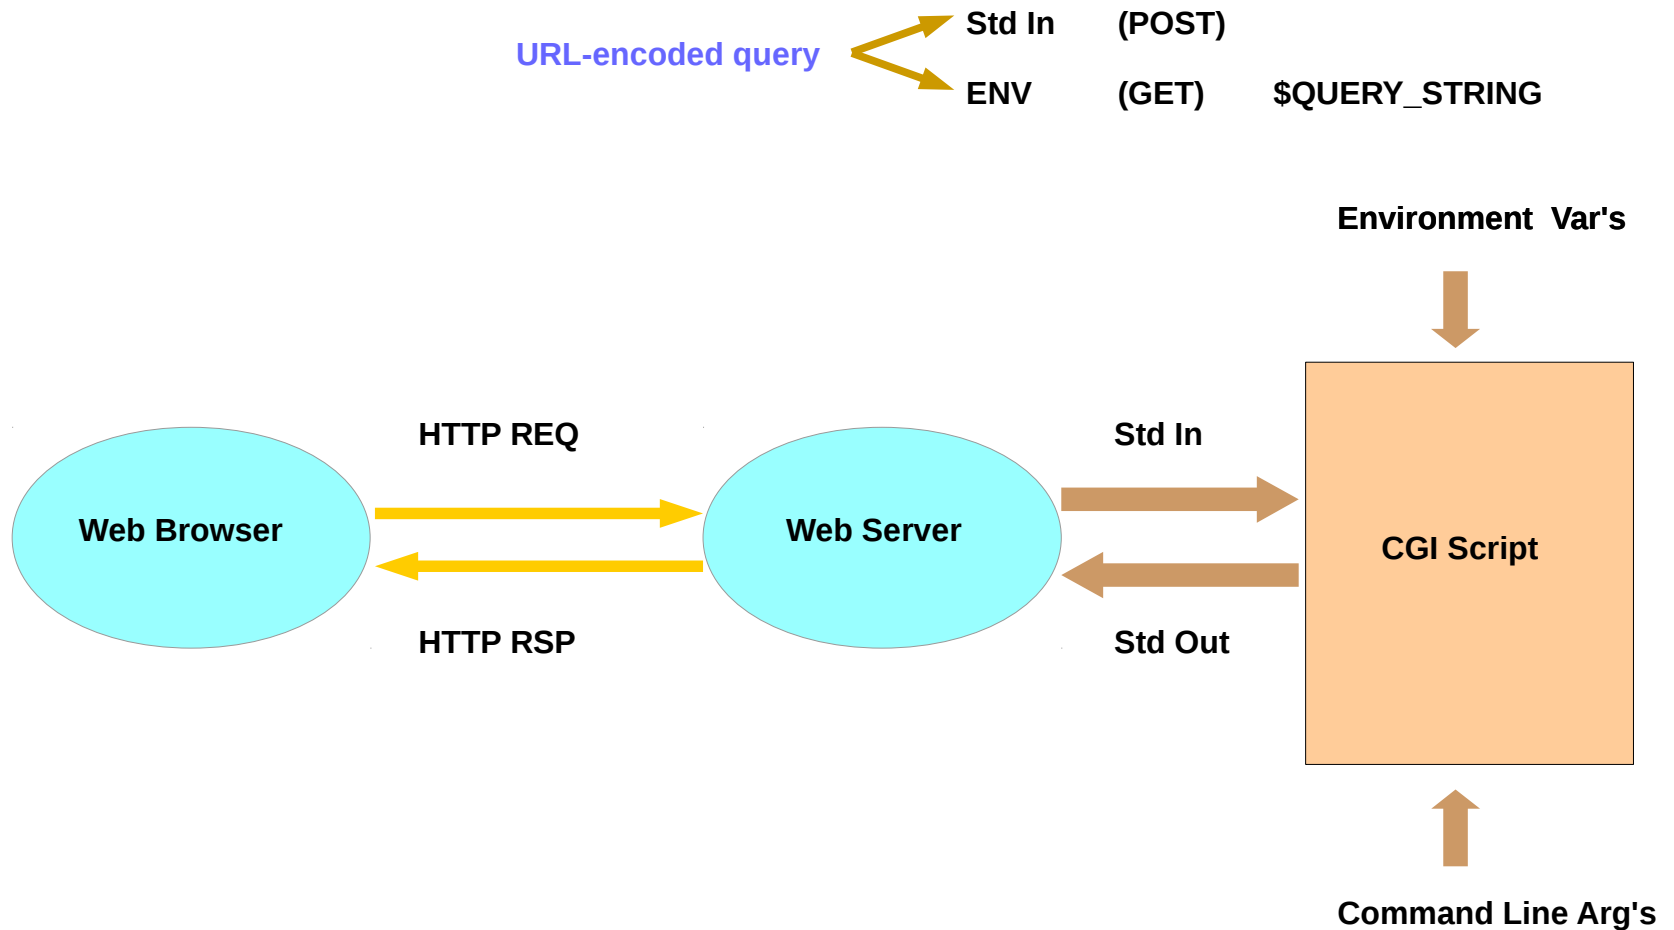 Std In (POST)
URL-encoded query
ENV (GET) $QUERY_STRING
Environment Var's
HTTP REQ
Std In
Web Browser
Web Server
CGI Script
HTTP RSP
Std Out
Command Line Arg's